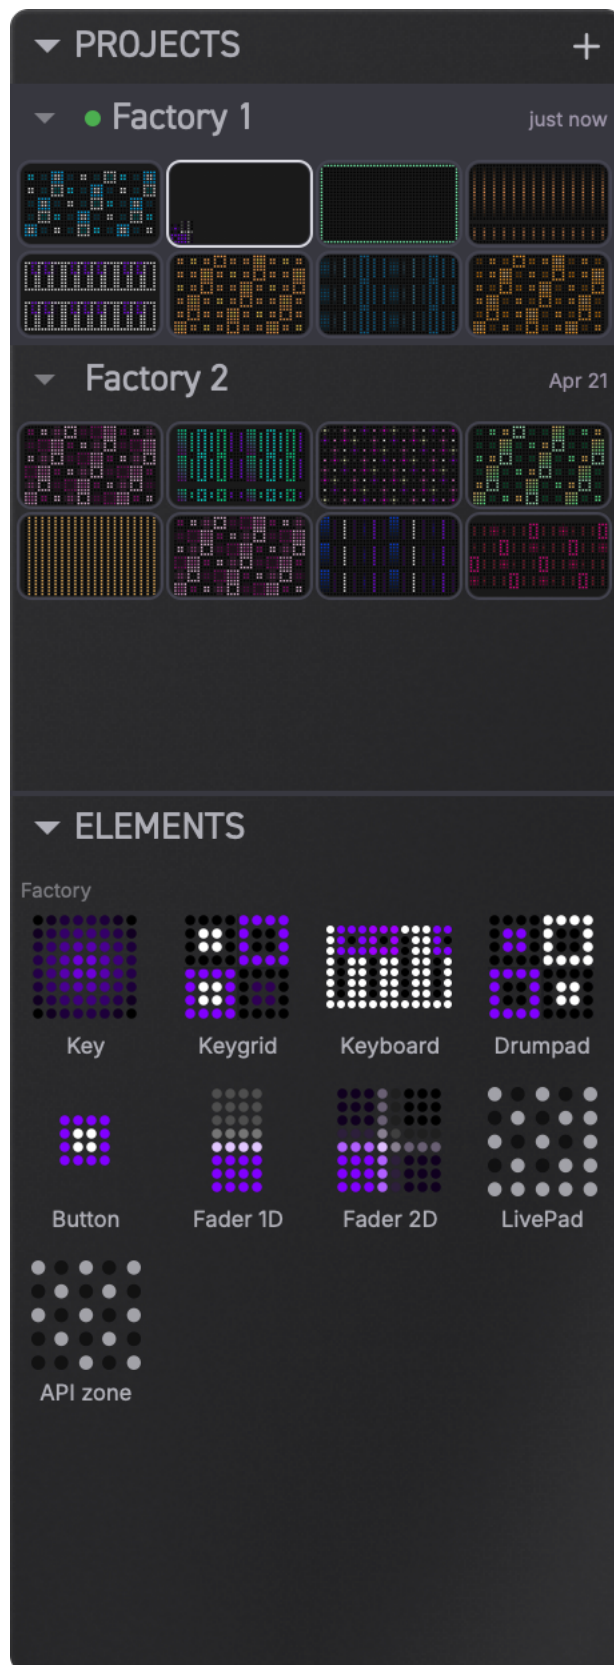 PROJECTS
Factory 1 just now
Factory 2 Apr 21
ELEMENTS
Factory
Key Keygrid Keyboard Drumpad
Button Fader 1D Fader 2D LivePad
API zone